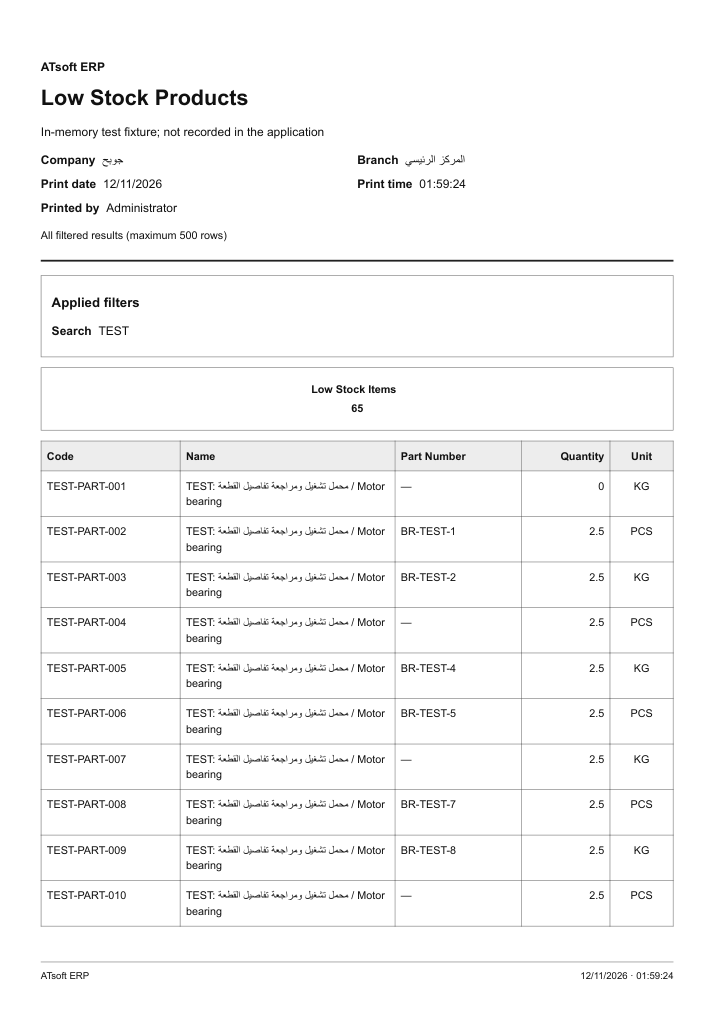 ATsoft ERP
Low Stock Products
In-memory test fixture; not recorded in the application
Company جويح
Branch المركز الرئيسي
Print date 12/11/2026
Print time 01:59:24
Printed by Administrator
All filtered results (maximum 500 rows)
Applied filters
Search TEST
Low Stock Items
65
Code Name Part Number Quantity Unit
TEST-PART-001 TEST: محمل تشغيل ومراجعة تفاصيل القطعة / Motor — 0 KG
bearing
TEST-PART-002 TEST: محمل تشغيل ومراجعة تفاصيل القطعة / Motor BR-TEST-1 2.5 PCS
bearing
TEST-PART-003 TEST: محمل تشغيل ومراجعة تفاصيل القطعة / Motor BR-TEST-2 2.5 KG
bearing
TEST-PART-004 TEST: محمل تشغيل ومراجعة تفاصيل القطعة / Motor — 2.5 PCS
bearing
TEST-PART-005 TEST: محمل تشغيل ومراجعة تفاصيل القطعة / Motor BR-TEST-4 2.5 KG
bearing
TEST-PART-006 TEST: محمل تشغيل ومراجعة تفاصيل القطعة / Motor BR-TEST-5 2.5 PCS
bearing
TEST-PART-007 TEST: محمل تشغيل ومراجعة تفاصيل القطعة / Motor — 2.5 KG
bearing
TEST-PART-008 TEST: محمل تشغيل ومراجعة تفاصيل القطعة / Motor BR-TEST-7 2.5 PCS
bearing
TEST-PART-009 TEST: محمل تشغيل ومراجعة تفاصيل القطعة / Motor BR-TEST-8 2.5 KG
bearing
TEST-PART-010 TEST: محمل تشغيل ومراجعة تفاصيل القطعة / Motor — 2.5 PCS
bearing
ATsoft ERP
12/11/2026 · 01:59:24